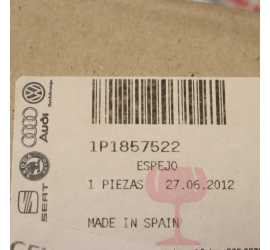 1P1857522
ESPEJO
1 PIEZAS 27.06.2012
MADE IN SPAIN
Audi
SEAT